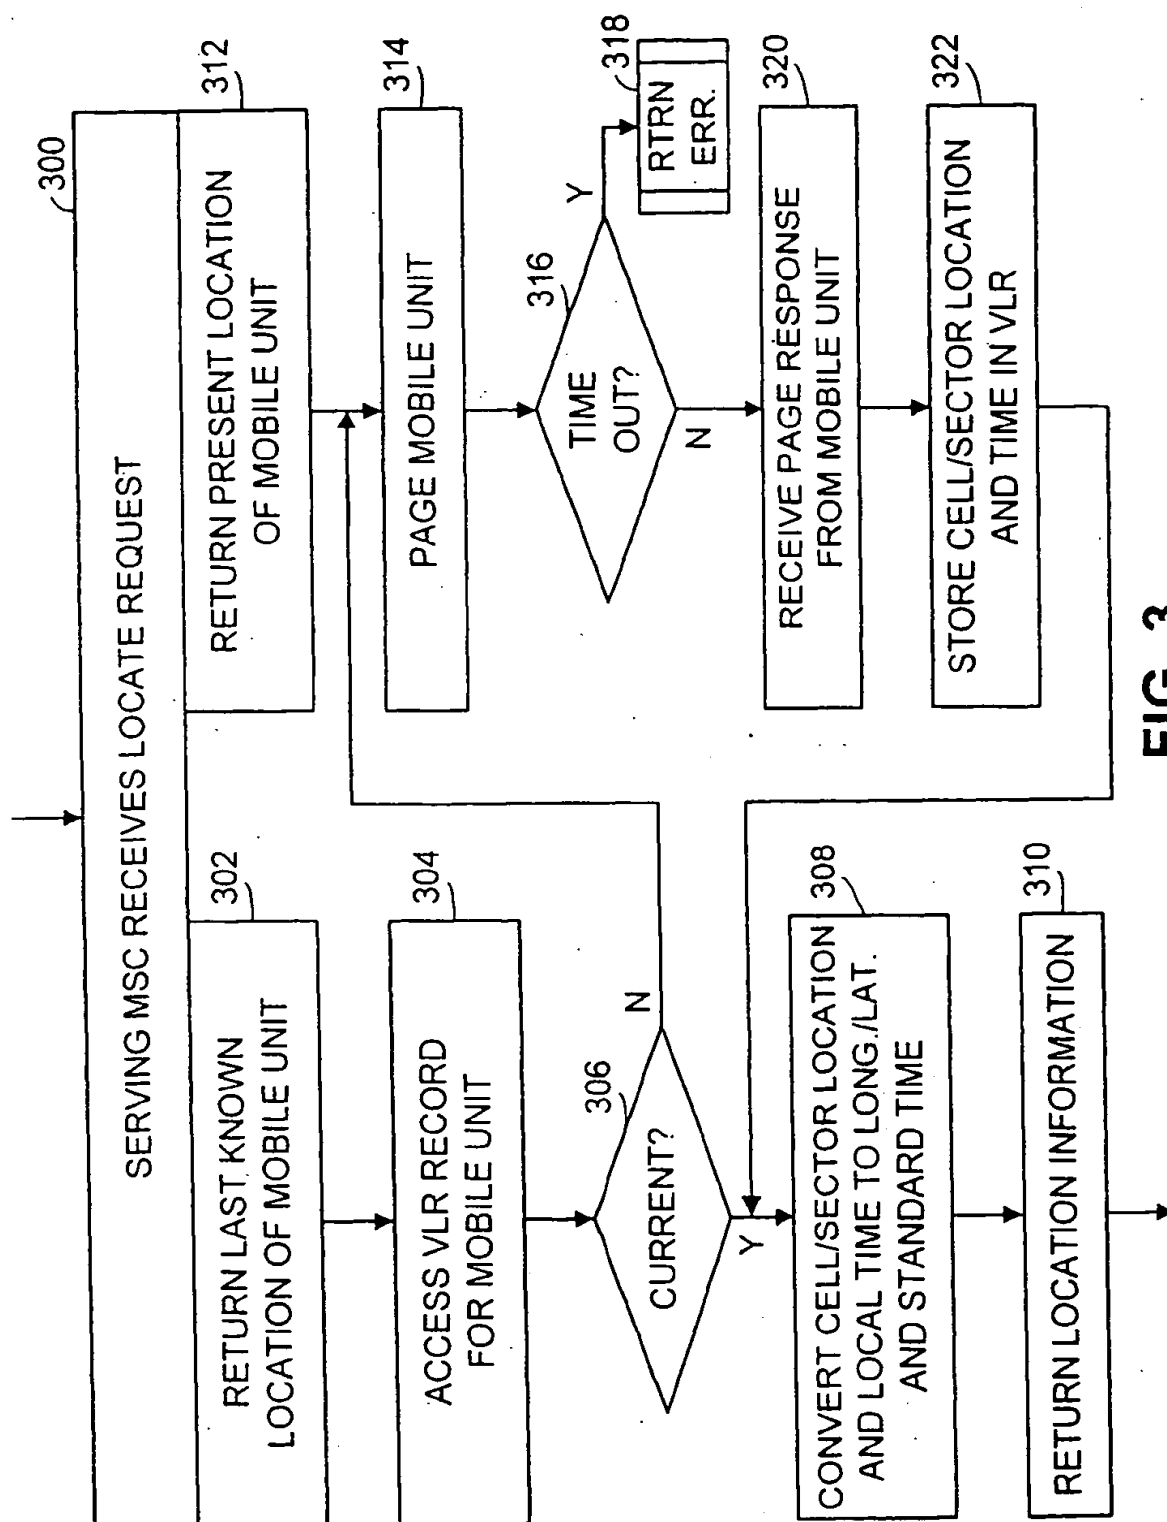 300
SERVING MSC RECEIVES LOCATE REQUEST
302
RETURN LAST KNOWN
LOCATION OF MOBILE UNIT
304
ACCESS VLR RECORD
FOR MOBILE UNIT
306
CURRENT?
N
Y
308
CONVERT CELL/SECTOR LOCATION
AND LOCAL TIME TO LONG./LAT.
AND STANDARD TIME
310
RETURN LOCATION INFORMATION
312
RETURN PRESENT LOCATION
OF MOBILE UNIT
314
PAGE MOBILE UNIT
316
TIME
OUT?
Y
N
318
RTRN
ERR.
320
RECEIVE PAGE RESPONSE
FROM MOBILE UNIT
322
STORE CELL/SECTOR LOCATION
AND TIME IN VLR
FIG. 3